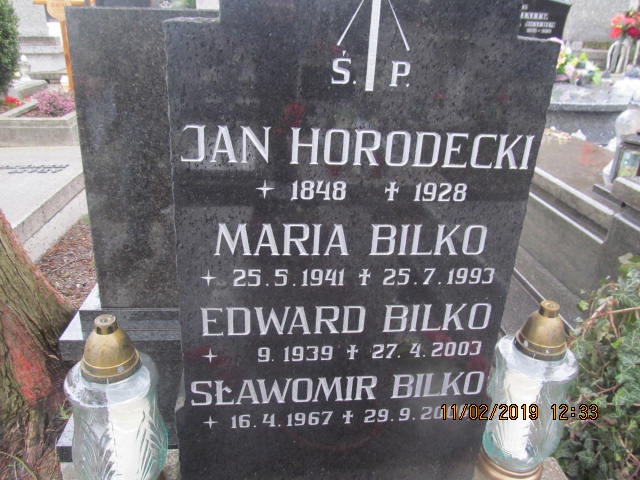 Ś. P.
JAN HORODECKI
+ 1848 ✝ 1928
MARIA BILKO
+ 25.5.1941 ✝ 25.7.1993
EDWARD BILKO
+ 9.1939 ✝ 27.4.2003
SŁAWOMIR BILKO
+ 16.4.1967 ✝ 29.9.20
11/02/2019 12:33